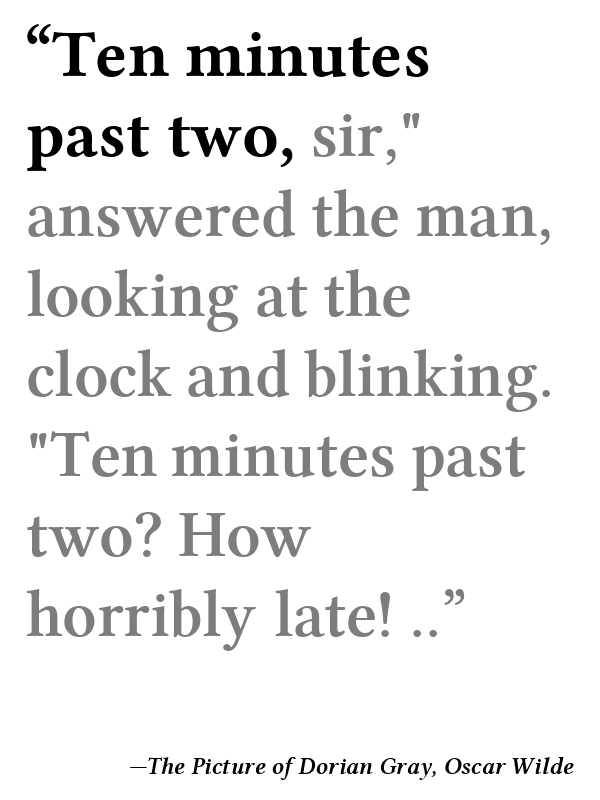 “Ten minutes
past two, sir,"
answered the man,
looking at the
clock and blinking.
"Ten minutes past
two? How
horribly late! ..”
—The Picture of Dorian Gray, Oscar Wilde